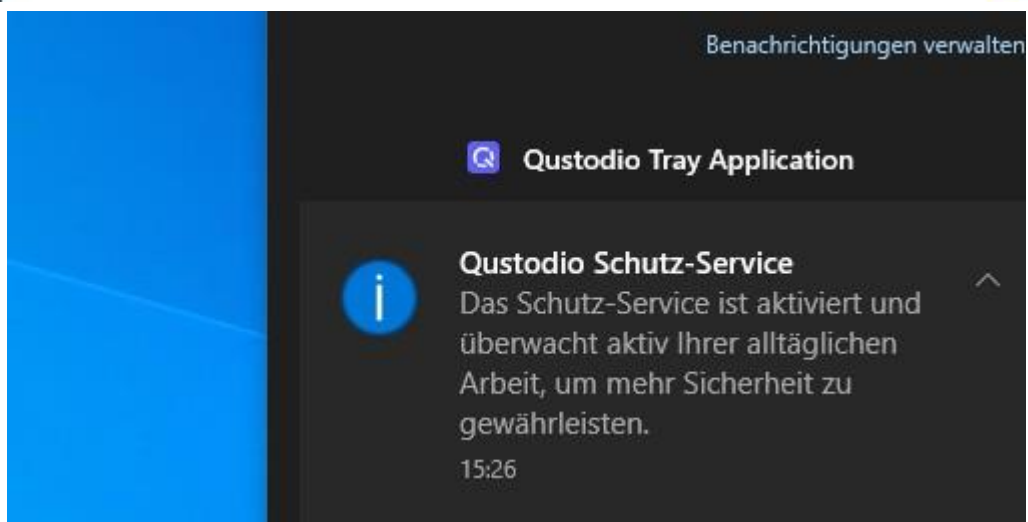 Benachrichtigungen verwalten
Qustodio Tray Application
Qustodio Schutz-Service
Das Schutz-Service ist aktiviert und
überwacht aktiv Ihrer alltäglichen
Arbeit, um mehr Sicherheit zu
gewährleisten.
15:26